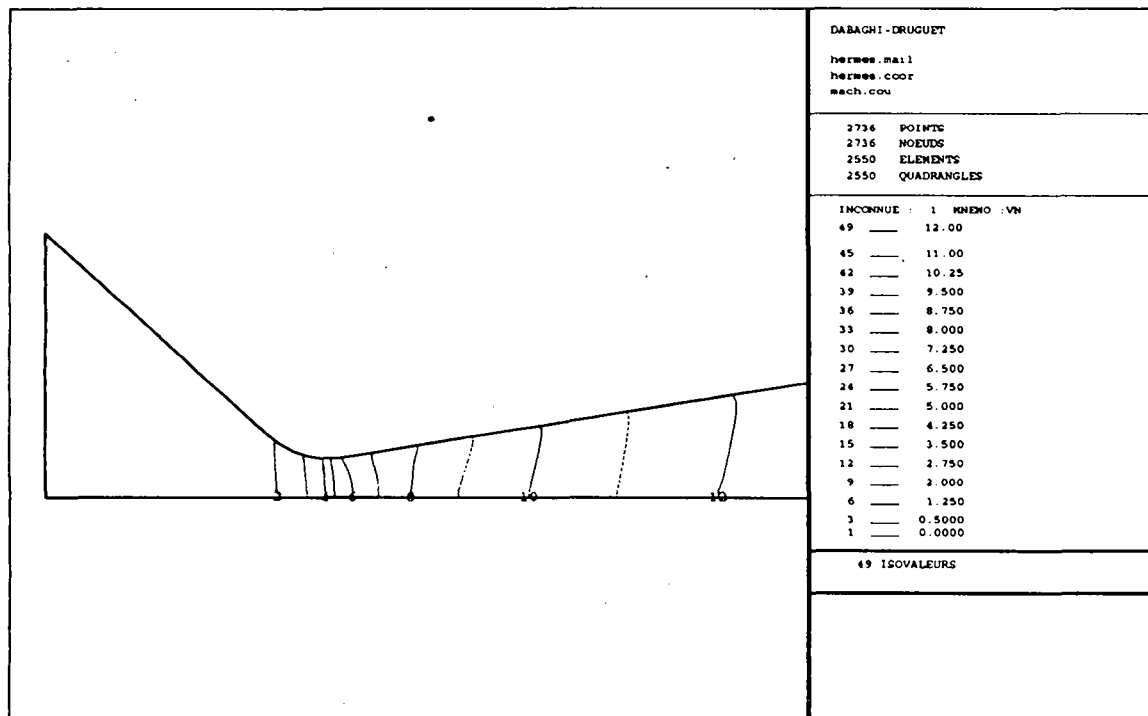 DABAGHI-DRUGUET
hermes.mail
hermes.coor
mach.cou
2736 POINTS
2736 NOEUDS
2550 ELEMENTS
2550 QUADRANGLES
INCONNUE : 1 MNEMO :VN
49 12.00
45 11.00
42 10.25
39 9.500
36 8.750
33 8.000
30 7.250
27 6.500
24 5.750
21 5.000
18 4.250
15 3.500
12 2.750
9 2.000
6 1.250
3 0.5000
1 0.0000
49 ISOVALEURS
2 4 6 8 10 12